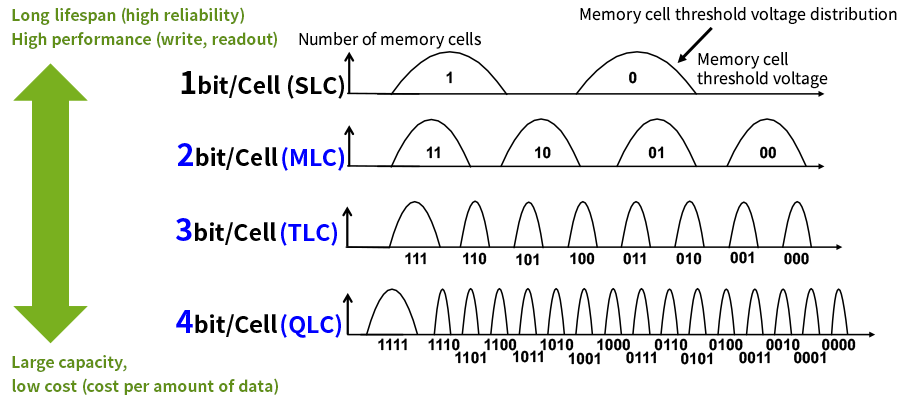 Long lifespan (high reliability)
High performance (write, readout)
Memory cell threshold voltage distribution
Number of memory cells
Memory cell
threshold voltage
1bit/Cell (SLC)
1 0
2bit/Cell (MLC)
11 10 01 00
3bit/Cell (TLC)
111 110 101 100 011 010 001 000
4bit/Cell (QLC)
1111 1110 1100 1010 1000 0110 0100 0010 0000
1101 1011 1001 0111 0101 0011 0001
Large capacity,
low cost (cost per amount of data)